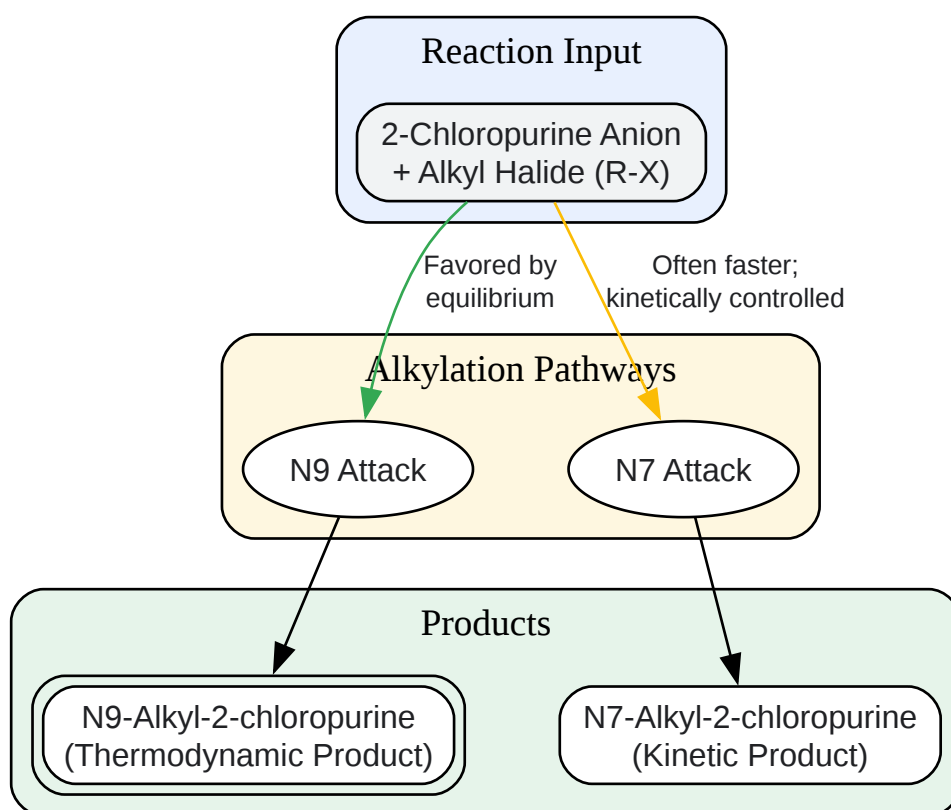 Reaction Input
2-Chloropurine Anion
+ Alkyl Halide (R-X)
Favored by
equilibrium
Often faster;
kinetically controlled
Alkylation Pathways
N9 Attack
N7 Attack
Products
N9-Alkyl-2-chloropurine
(Thermodynamic Product)
N7-Alkyl-2-chloropurine
(Kinetic Product)